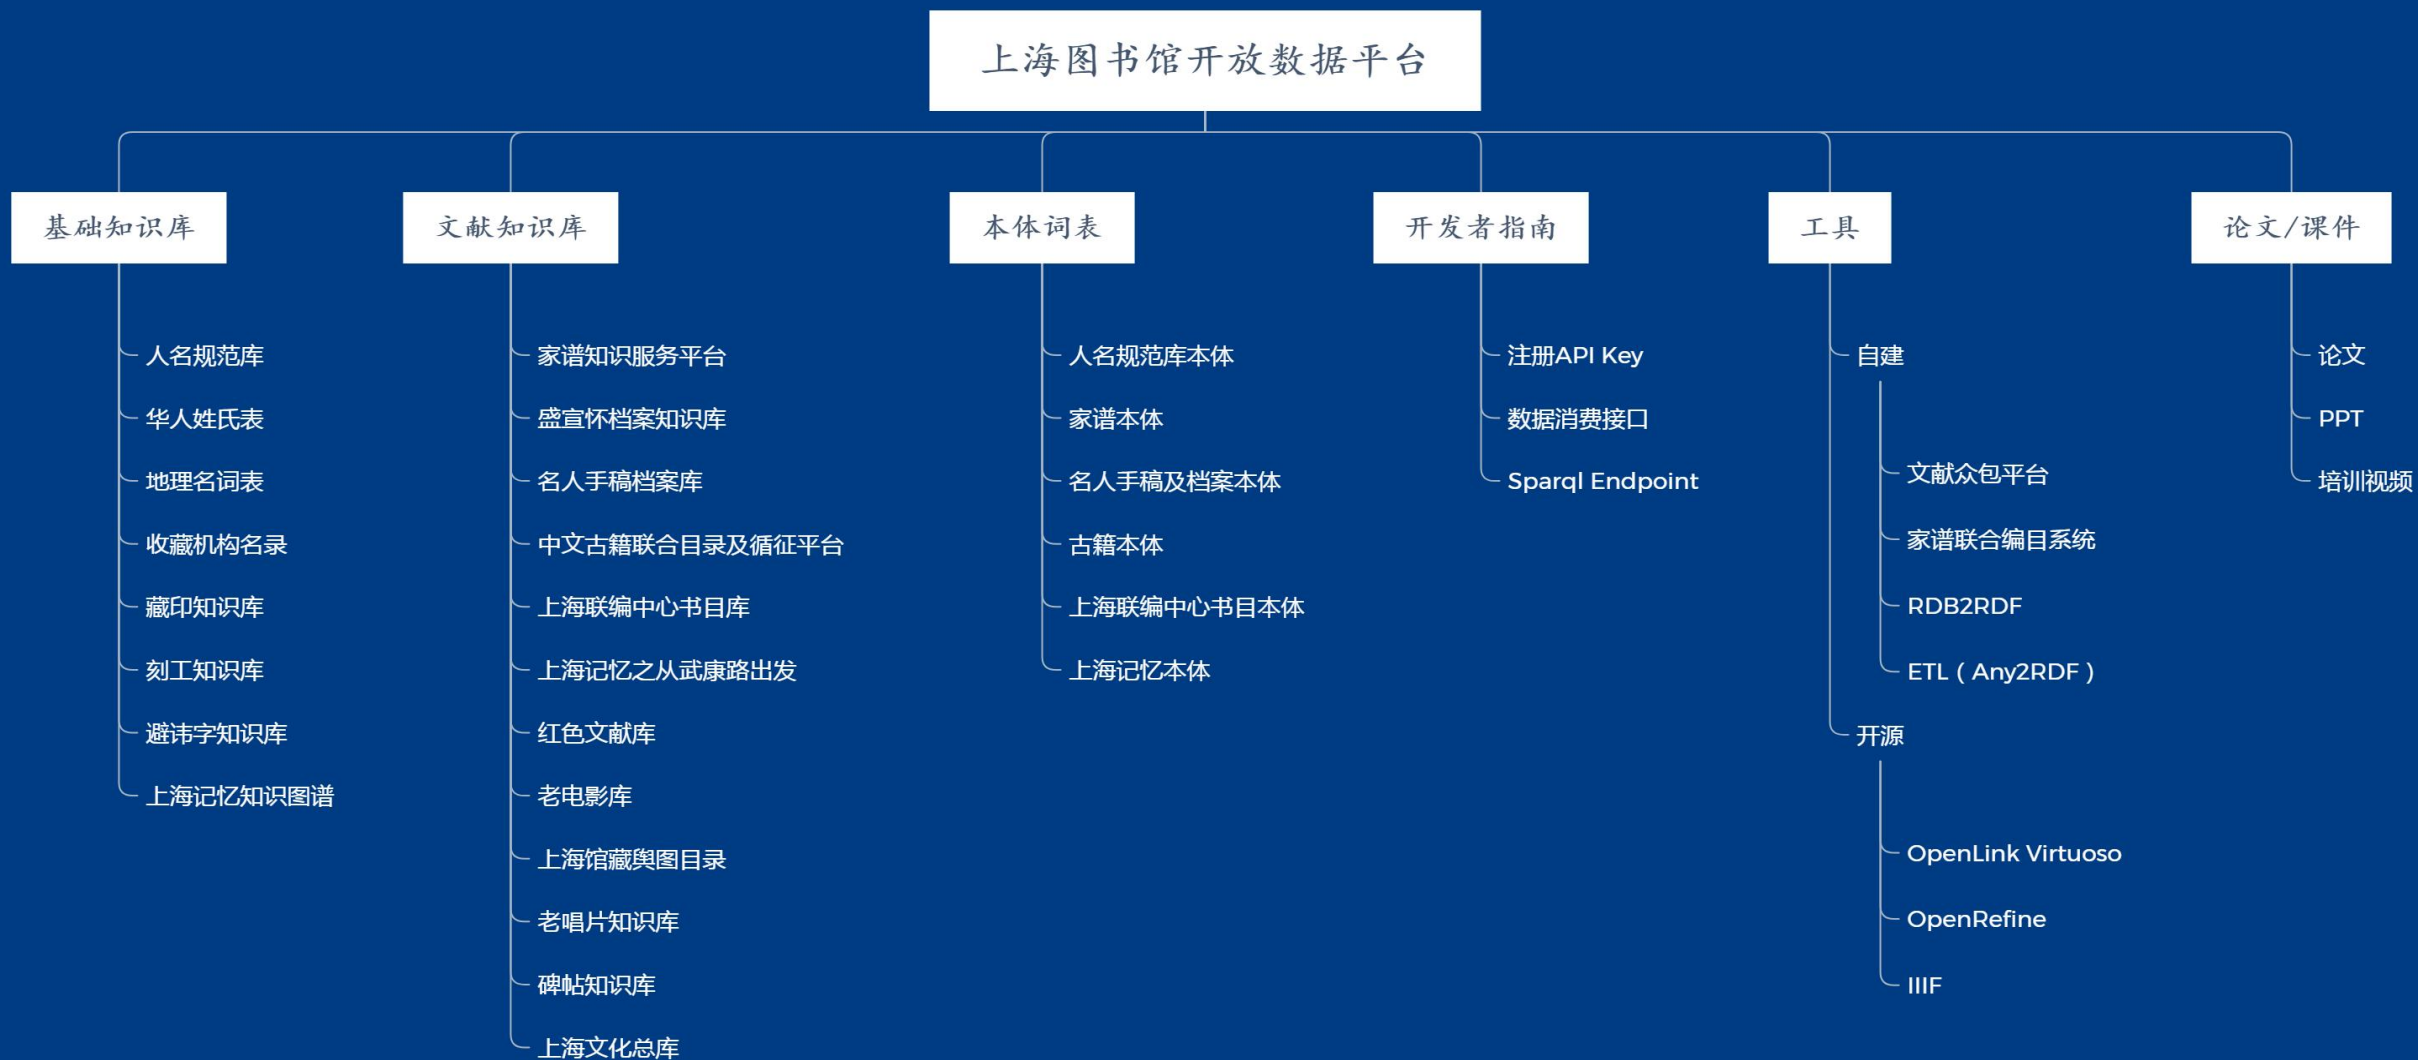 上海图书馆开放数据平台
基础知识库
人名规范库
华人姓氏表
地理名词表
收藏机构名录
藏印知识库
刻工知识库
避讳字知识库
上海记忆知识图谱
文献知识库
家谱知识服务平台
盛宣怀档案知识库
名人手稿档案库
中文古籍联合目录及循征平台
上海联编中心书目库
上海记忆之从武康路出发
红色文献库
老电影库
上海馆藏舆图目录
老唱片知识库
碑帖知识库
上海文化总库
本体词表
人名规范库本体
家谱本体
名人手稿及档案本体
古籍本体
上海联编中心书目本体
上海记忆本体
开发者指南
注册API Key
数据消费接口
Sparql Endpoint
工具
自建
文献众包平台
家谱联合编目系统
RDB2RDF
ETL（Any2RDF）
开源
OpenLink Virtuoso
OpenRefine
IIIF
论文/课件
论文
PPT
培训视频